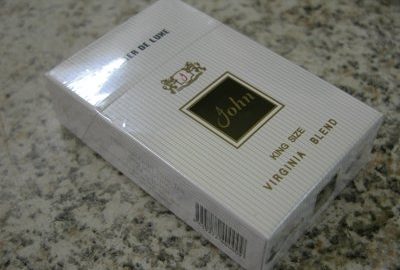 ER DE LUXE
John
KING SIZE
VIRGINIA BLEND